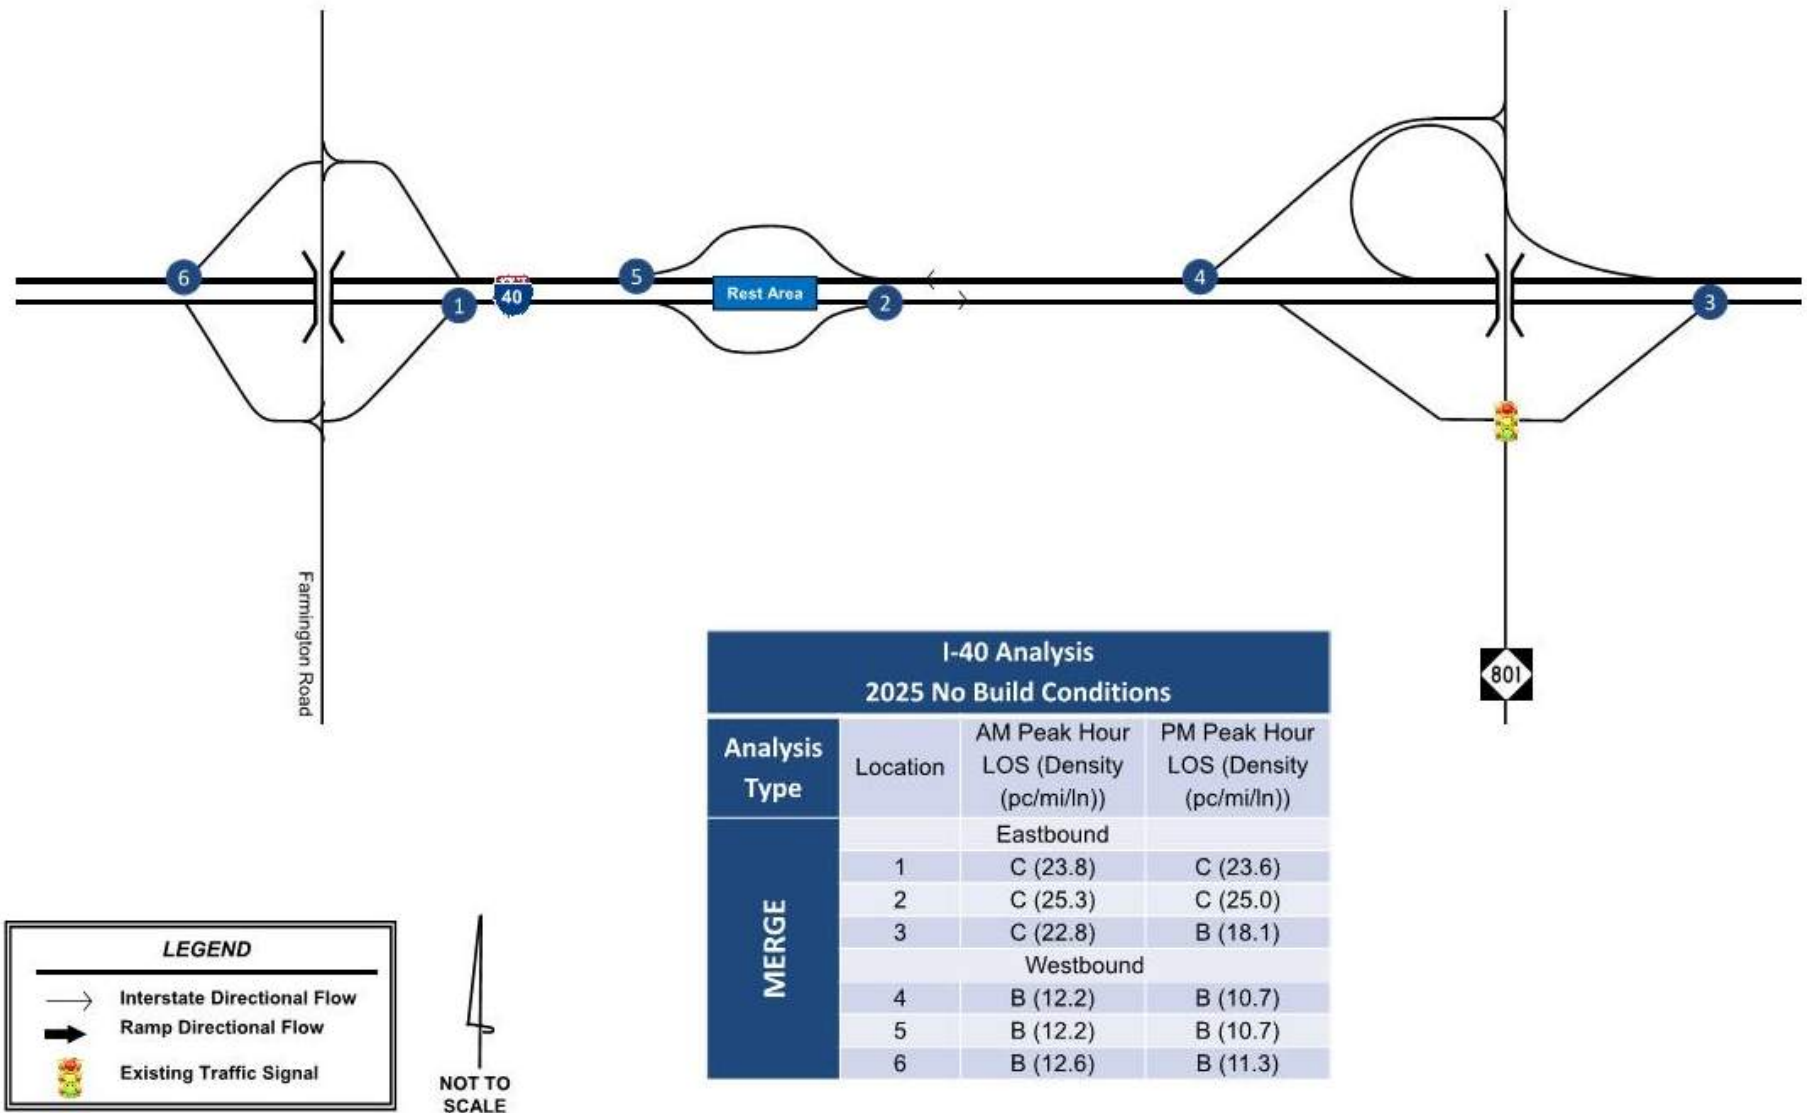 6
1
40
5
Rest Area
2
4
3
Farmington Road
801
I-40 Analysis
2025 No Build Conditions
Analysis Type
Location
AM Peak Hour LOS (Density (pc/mi/ln))
PM Peak Hour LOS (Density (pc/mi/ln))
MERGE
Eastbound
1 C (23.8) C (23.6)
2 C (25.3) C (25.0)
3 C (22.8) B (18.1)
Westbound
4 B (12.2) B (10.7)
5 B (12.2) B (10.7)
6 B (12.6) B (11.3)
LEGEND
Interstate Directional Flow
Ramp Directional Flow
Existing Traffic Signal
NOT TO
SCALE